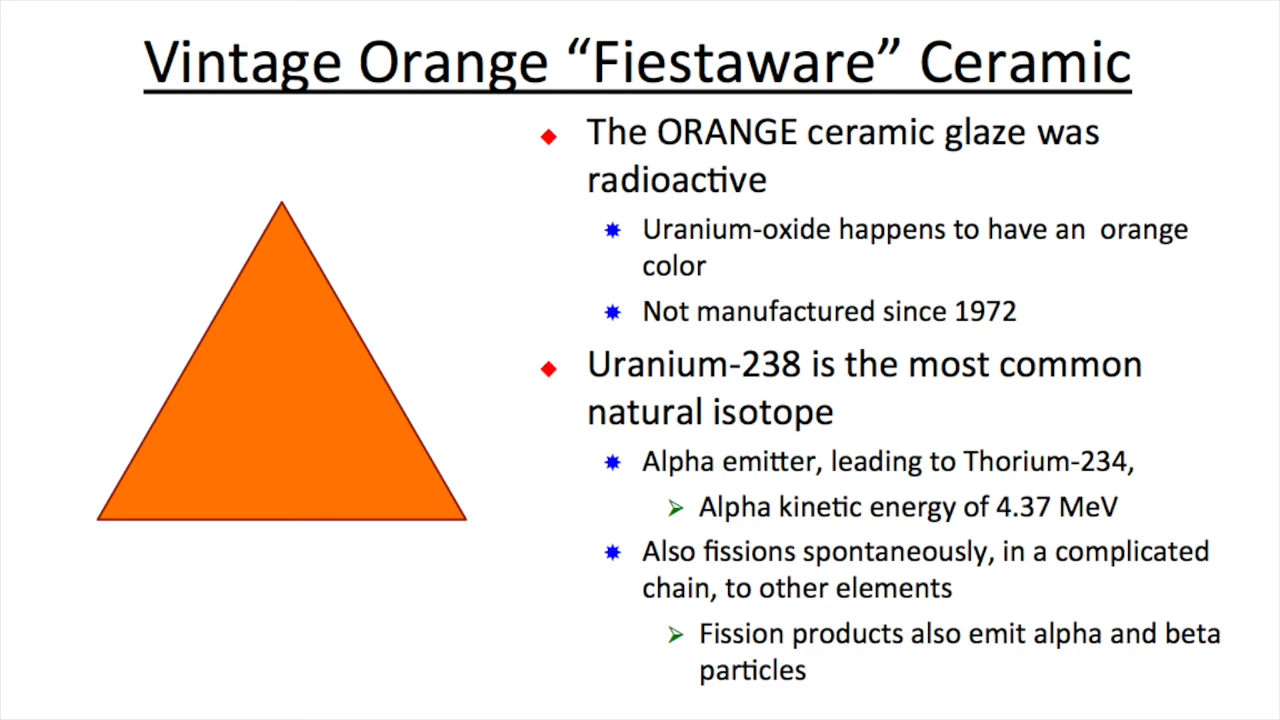 Vintage Orange “Fiestaware” Ceramic
The ORANGE ceramic glaze was
radioactive
Uranium-oxide happens to have an orange
color
Not manufactured since 1972
Uranium-238 is the most common
natural isotope
Alpha emitter, leading to Thorium-234,
Alpha kinetic energy of 4.37 MeV
Also fissions spontaneously, in a complicated
chain, to other elements
Fission products also emit alpha and beta
particles